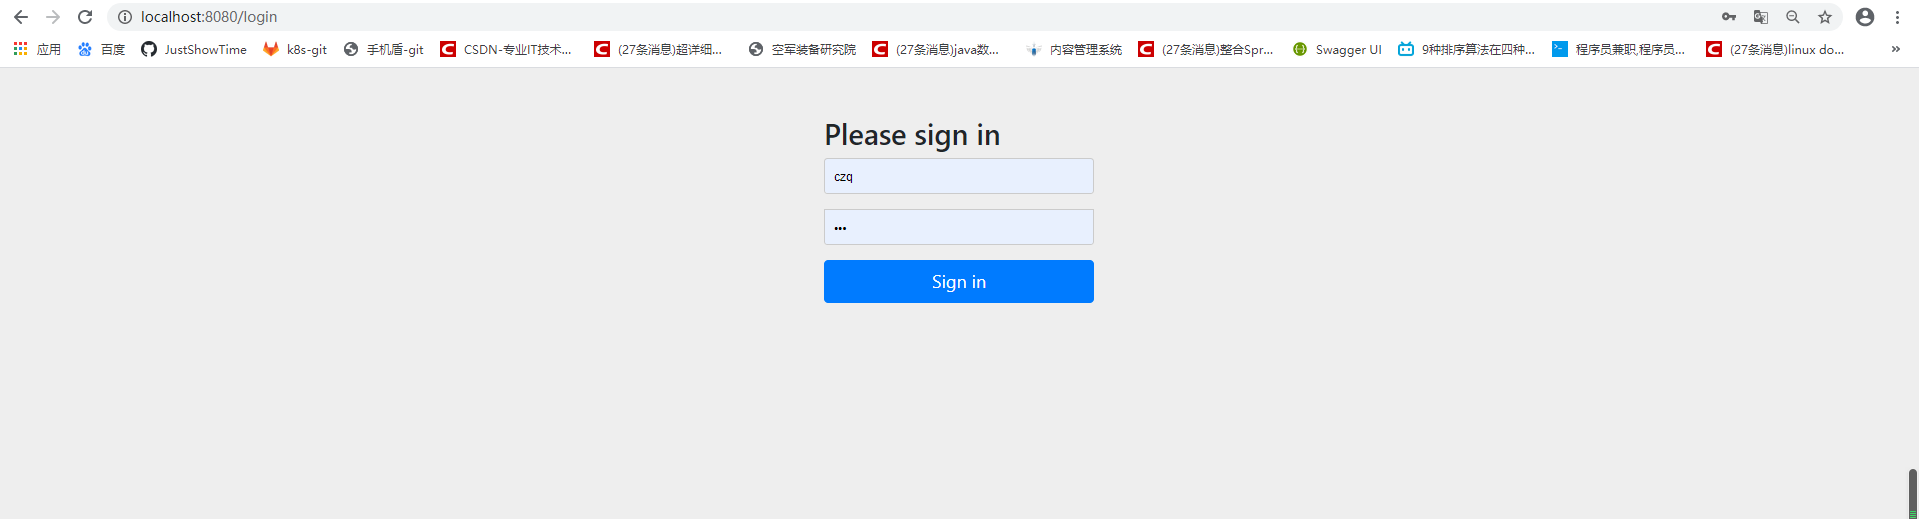 localhost:8080/login
应用 百度 JustShowTime k8s-git 手机盾-git CSDN-专业IT技术... (27条消息)超详细... 空军装备研究院 (27条消息)java数... 内容管理系统 (27条消息)整合Spr... Swagger UI 9种排序算法在四种... 程序员兼职,程序员... (27条消息)linux do... »
Please sign in
czq
•••
Sign in